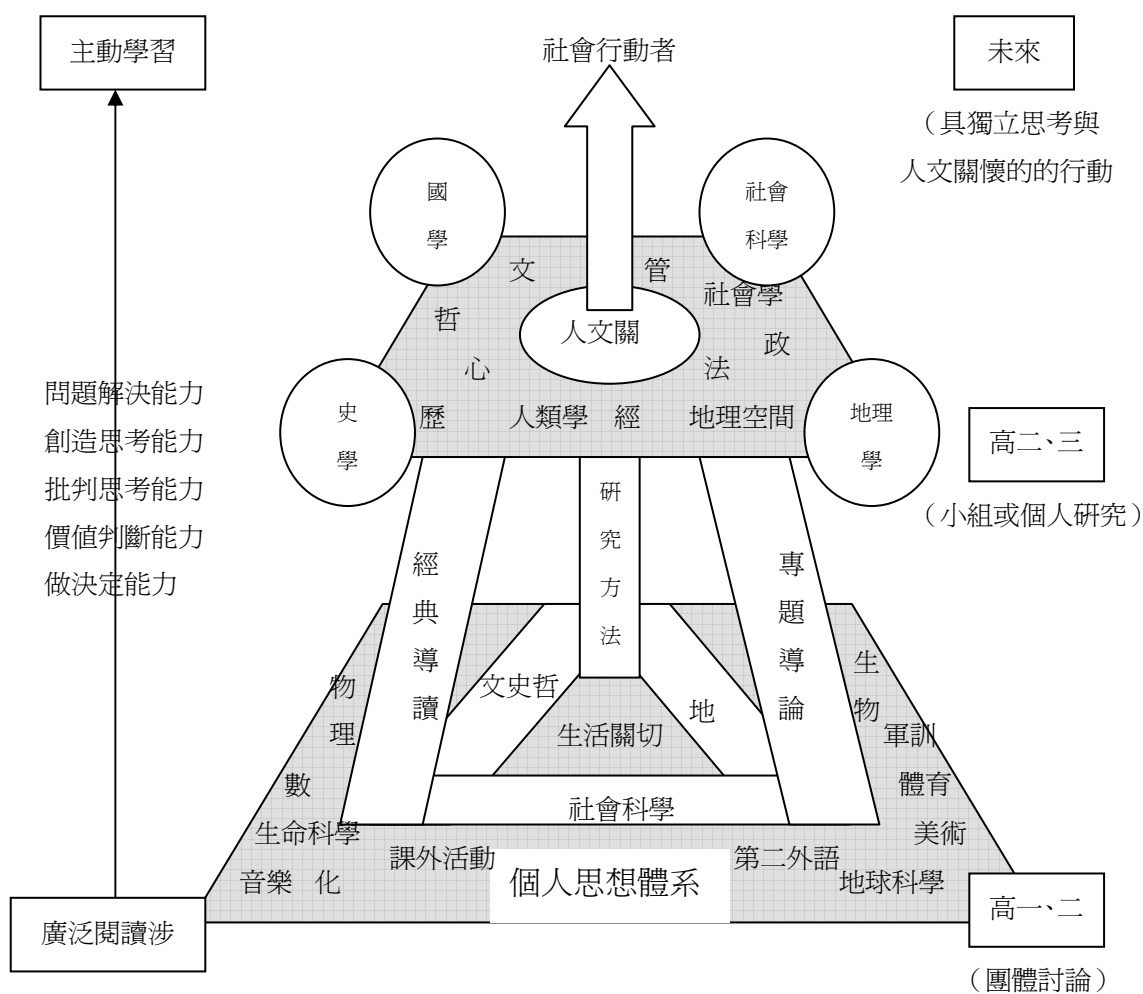 主動學習
社會行動者
未來
（具獨立思考與
人文關懷的的行動
國
學
社會
科學
文
管
社會學
哲
政
人文關
心
法
問題解決能力
創造思考能力
批判思考能力
價值判斷能力
做決定能力
史
學
歷
人類學 經
地理空間
地理
學
高二、三
（小組或個人研究）
研
究
方
法
經
典
導
讀
專
題
導
論
物
理
文史哲
地
生
物
生活關切
軍訓
數
體育
社會科學
生命科學
美術
課外活動
第二外語
音樂 化
個人思想體系
地球科學
廣泛閱讀涉
高一、二
（團體討論）